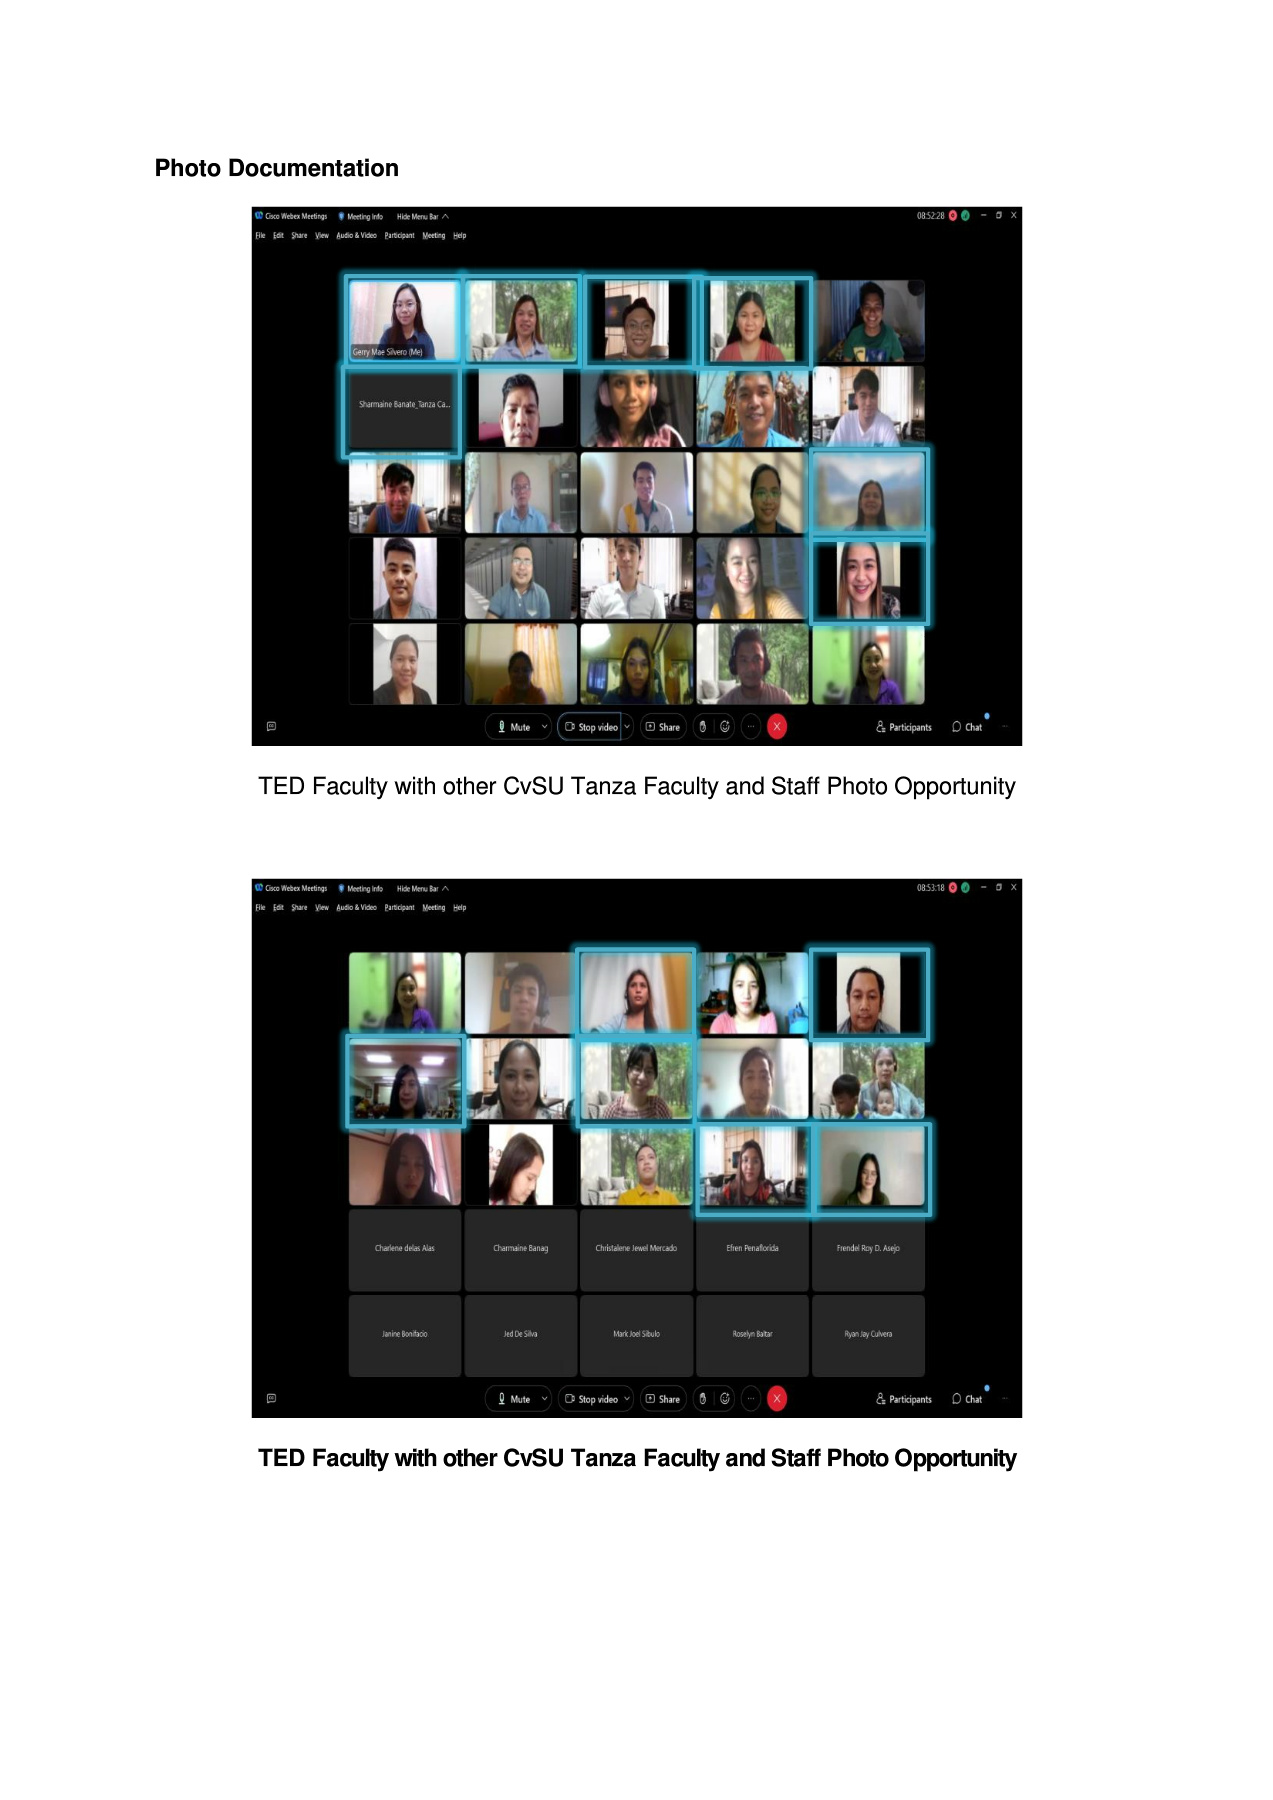 Photo Documentation
Cisco Webex Meetings Meeting Info Hide Menu Bar 08:52:28
File Edit Share View Audio & Video Participant Meeting Help
Gerry Mae Silvero (Me)
Sharmaine Banate_Tanza Ca...
Mute Stop video Share Participants Chat
TED Faculty with other CvSU Tanza Faculty and Staff Photo Opportunity
Cisco Webex Meetings Meeting Info Hide Menu Bar 08:53:18
File Edit Share View Audio & Video Participant Meeting Help
Charlene delas Alas Charmaine Banag Christalene Jewel Mercado Efren Penaflorida Frendel Roy D. Asejo
Janine Bonifacio Jed De Silva Mark Joel Sibulo Roselyn Baltar Ryan Jay Culvera
Mute Stop video Share Participants Chat
TED Faculty with other CvSU Tanza Faculty and Staff Photo Opportunity